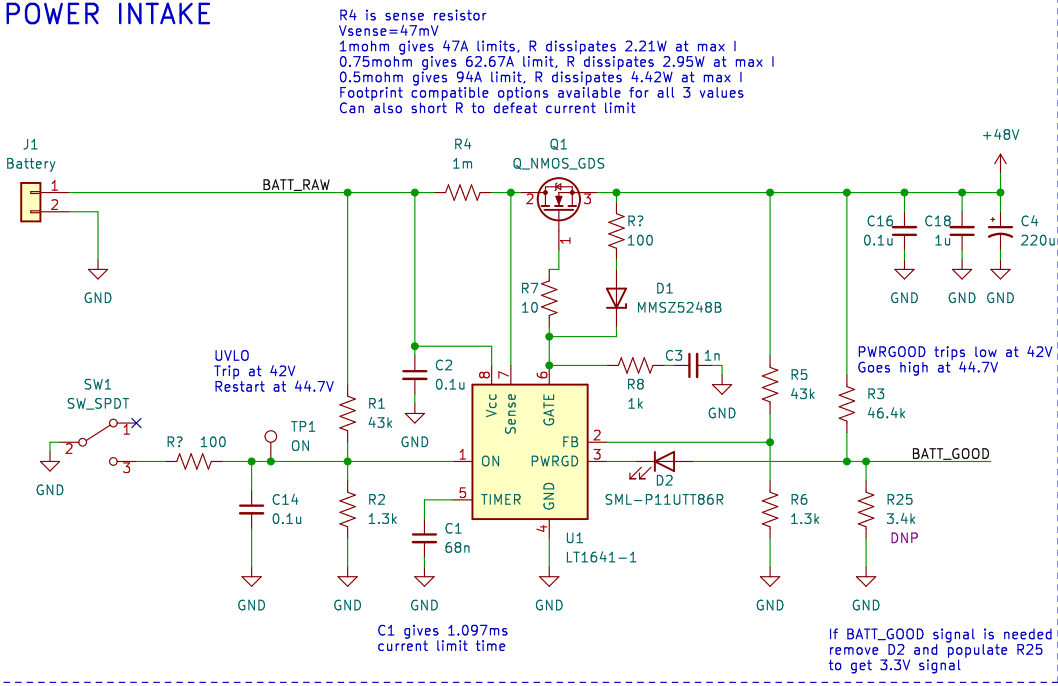 POWER INTAKE
R4 is sense resistor
Vsense=47mV
1mohm gives 47A limits, R dissipates 2.21W at max I
0.75mohm gives 62.67A limit, R dissipates 2.95W at max I
0.5mohm gives 94A limit, R dissipates 4.42W at max I
Footprint compatible options available for all 3 values
Can also short R to defeat current limit
J1
Battery
1
2
GND
BATT_RAW
R4
1m
Q1
Q_NMOS_GDS
2
3
1
+48V
R?
100
R7
10
D1
MMSZ5248B
C16
0.1u
GND
C18
1u
GND
C4
220u
GND
UVLO
Trip at 42V
Restart at 44.7V
C2
0.1u
GND
R8
1k
C3
1n
GND
PWRGOOD trips low at 42V
Goes high at 44.7V
SW1
SW_SPDT
1
2
3
GND
R?
100
TP1
ON
R1
43k
R5
43k
R3
46.4k
8
7
6
Vcc
Sense
GATE
FB
2
PWRGD
3
1
ON
5
TIMER
GND
4
U1
LT1641-1
D2
SML-P11UTT86R
BATT_GOOD
C14
0.1u
GND
R2
1.3k
GND
C1
68n
GND
GND
R6
1.3k
GND
R25
3.4k
DNP
GND
C1 gives 1.097ms
current limit time
If BATT_GOOD signal is needed
remove D2 and populate R25
to get 3.3V signal